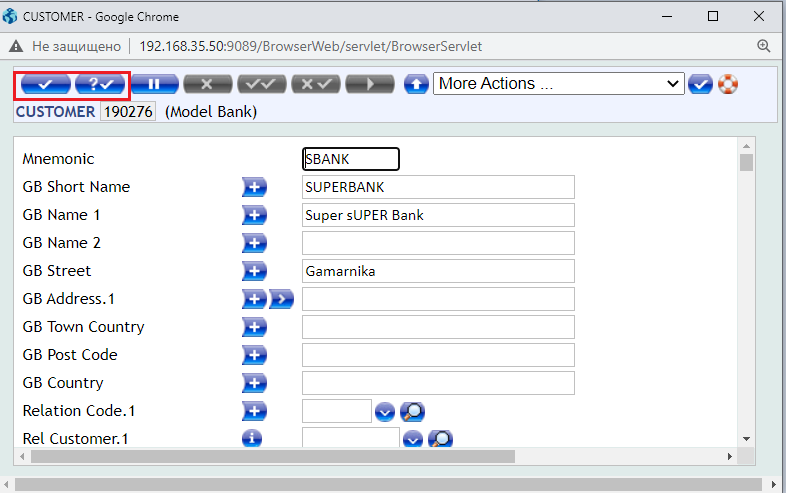 CUSTOMER - Google Chrome
Не защищено | 192.168.35.50:9089/BrowserWeb/servlet/BrowserServlet
More Actions ...
CUSTOMER 190276 (Model Bank)
Mnemonic SBANK
GB Short Name SUPERBANK
GB Name 1 Super sUPER Bank
GB Name 2
GB Street Gamarnika
GB Address.1
GB Town Country
GB Post Code
GB Country
Relation Code.1
Rel Customer.1